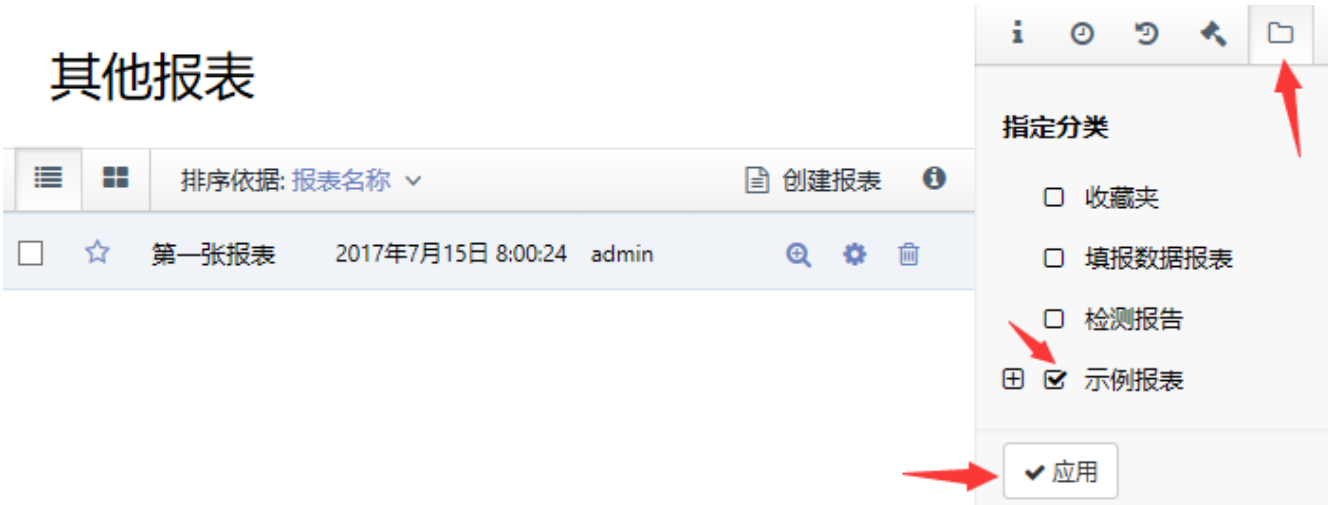 其他报表
排序依据: 报表名称
创建报表
第一张报表 2017年7月15日 8:00:24 admin
指定分类
收藏夹
填报数据报表
检测报告
示例报表
应用